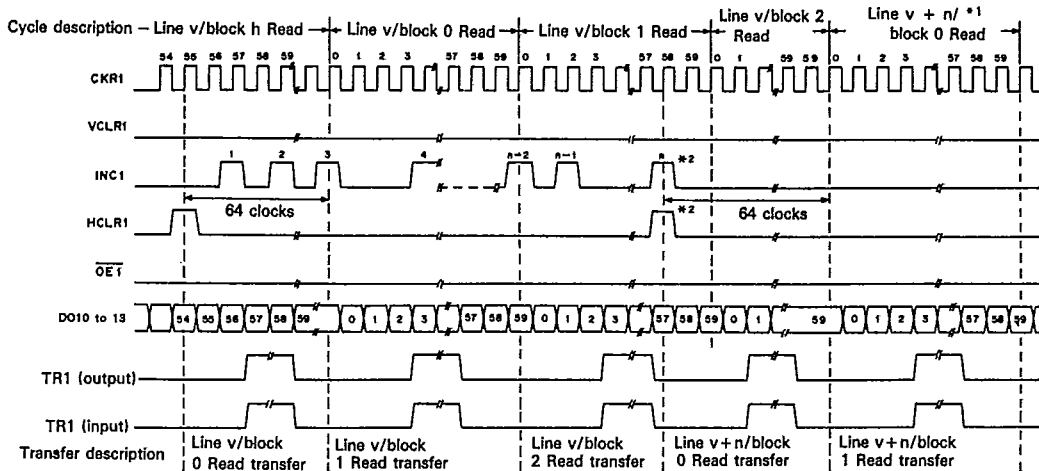 Cycle description
Line v/block h Read
Line v/block 0 Read
Line v/block 1 Read
Line v/block 2
Read
Line v + n/ *1
block 0 Read
CKR1
54 55 56 57 58 59 0 1 2 3 57 58 59 0 1 2 3 57 58 59 0 1 59 59 0 1 2 3 57 58 59
VCLR1
INC1
1 2 3 4 n-2 n-1 n *2
64 clocks
64 clocks
HCLR1
*2
OE1
DO10 to 13
54 55 56 57 58 59 0 1 2 3 57 58 59 0 1 2 3 57 58 59 0 1 59 0 1 2 3 57 58 59
TR1 (output)
TR1 (input)
Transfer description
Line v/block
0 Read transfer
Line v/block
1 Read transfer
Line v/block
2 Read transfer
Line v+n/block
0 Read transfer
Line v+n/block
1 Read transfer